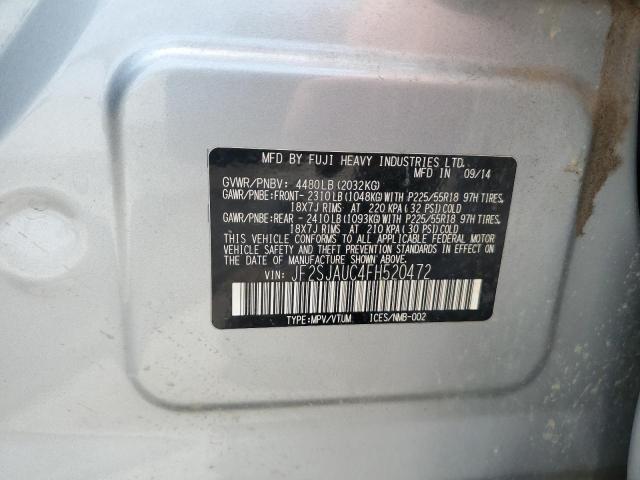 MFD BY FUJI HEAVY INDUSTRIES LTD.
MFD IN 09/14
GVWR/PNBV: 4480LB (2032KG)
GAWR/PNBE:FRONT- 2310LB (1048KG) WITH P225/55R18 97H TIRES,
18X7J RIMS AT 220 KPA (32 PSI) COLD
GAWR/PNBE:REAR - 2410LB (1093KG) WITH P225/55R18 97H TIRES,
18X7J RIMS AT 210 KPA (30 PSI) COLD
THIS VEHICLE CONFORMS TO ALL APPLICABLE FEDERAL MOTOR
VEHICLE SAFETY AND THEFT PREVENTION STANDARDS IN EFFECT ON
THE DATE OF MANUFACTURE SHOWN ABOVE.
VIN: JF2SJAUC4FH520472
TYPE:MPV/VTUM ICES/NMB-002